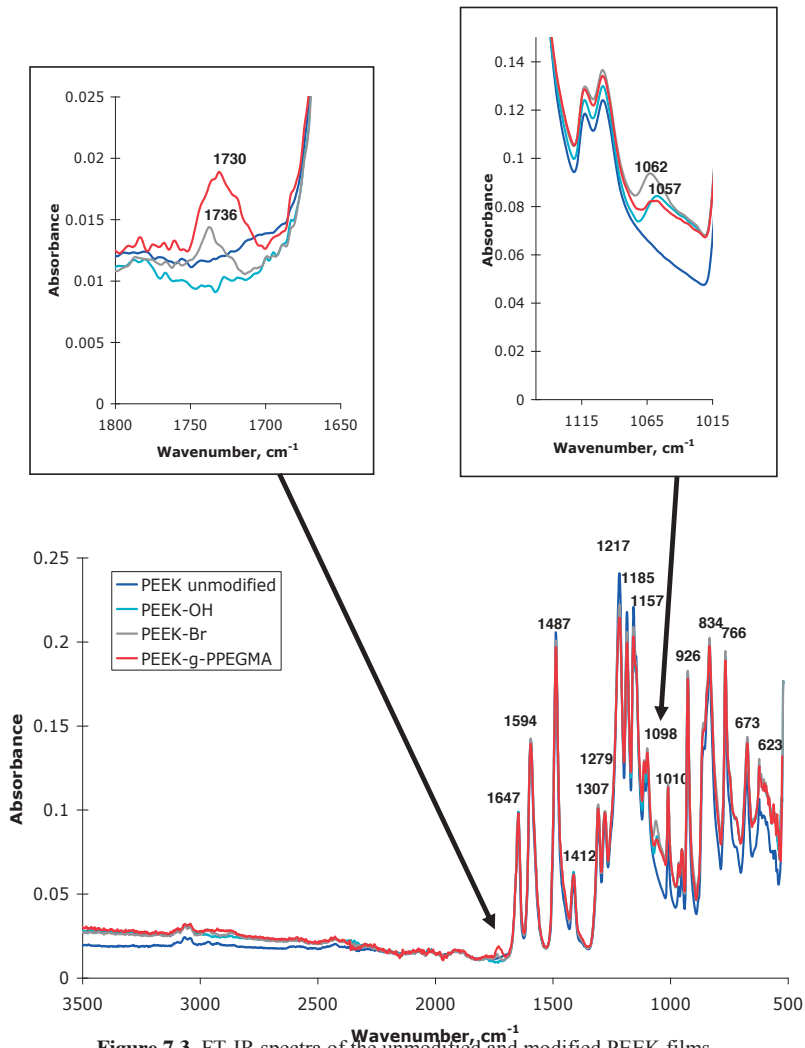 0.025
0.02
0.015
0.01
0.005
0
1730
1736
1800 1750 1700 1650
Absorbance
Wavenumber, cm-1
0.14
0.12
0.1
0.08
0.06
0.04
0.02
0
1062
1057
1115 1065 1015
Absorbance
Wavenumber, cm-1
0.25
0.2
0.15
0.1
0.05
0
Absorbance
PEEK unmodified
PEEK-OH
PEEK-Br
PEEK-g-PPEGMA
1217
1185
1157
1487
834
766
926
1594
1098
673
623
1279
1010
1307
1647
1412
3500 3000 2500 2000 1500 1000 500
Wavenumber, cm-1
Figure 7.3 FT-IR spectra of the unmodified and modified PEEK films